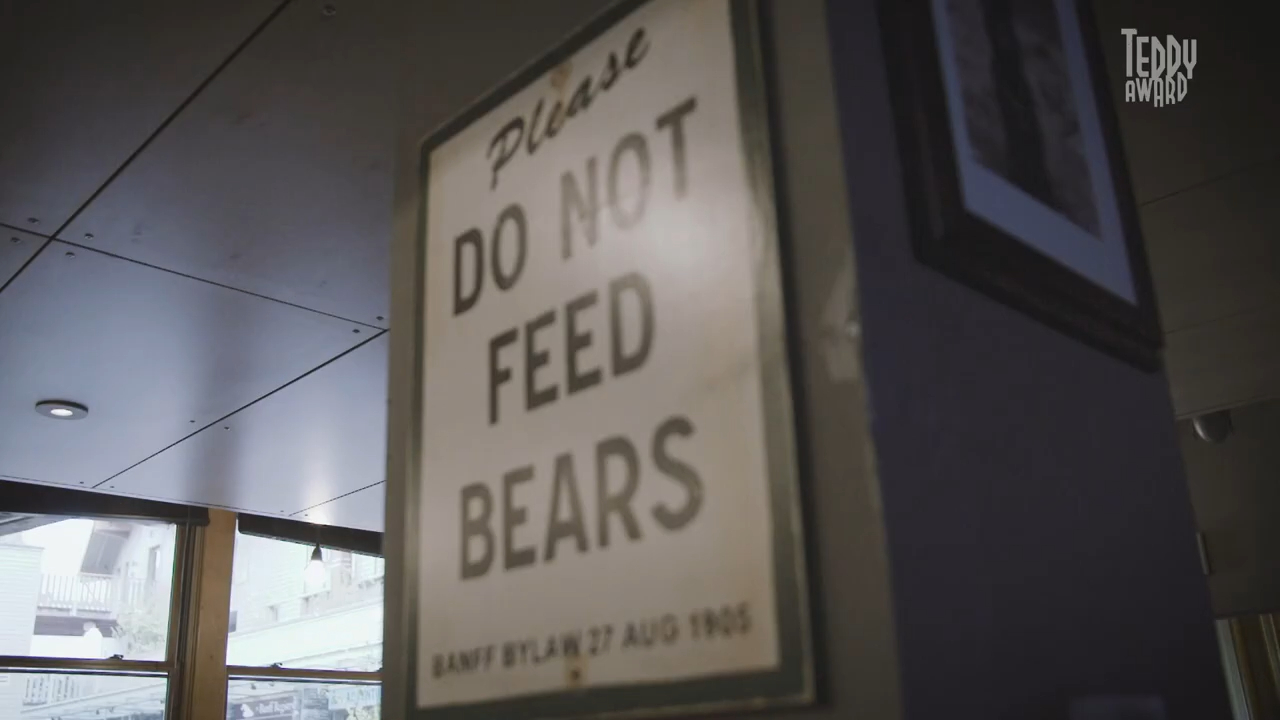 TEDDY
AWARD
Please
DO NOT
FEED
BEARS
BANFF BYLAW 27 AUG 1905